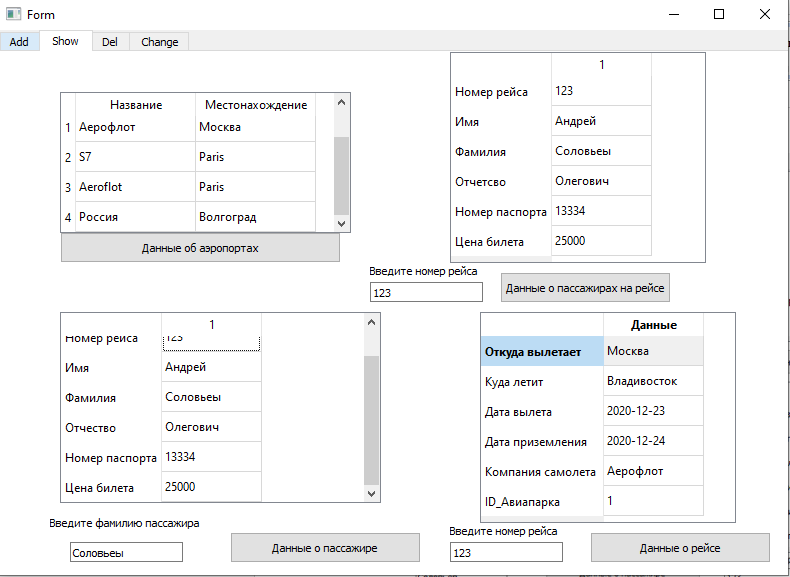 Form
Add Show Del Change
Название Местонахождение
1 Аерофлот Москва
2 S7 Paris
3 Aeroflot Paris
4 Россия Волгоград
Данные об аэропортах
1
Номер рейса 123
Имя Андрей
Фамилия Соловьеы
Отчетсво Олегович
Номер паспорта 13334
Цена билета 25000
Введите номер рейса
123
Данные о пассажирах на рейсе
1
Номер рейса 123
Имя Андрей
Фамилия Соловьеы
Отчество Олегович
Номер паспорта 13334
Цена билета 25000
Введите фамилию пассажира
Соловьеы
Данные о пассажире
Данные
Откуда вылетает Москва
Куда летит Владивосток
Дата вылета 2020-12-23
Дата приземления 2020-12-24
Компания самолета Аерофлот
ID_Авиапарка 1
Введите номер рейса
123
Данные о рейсе